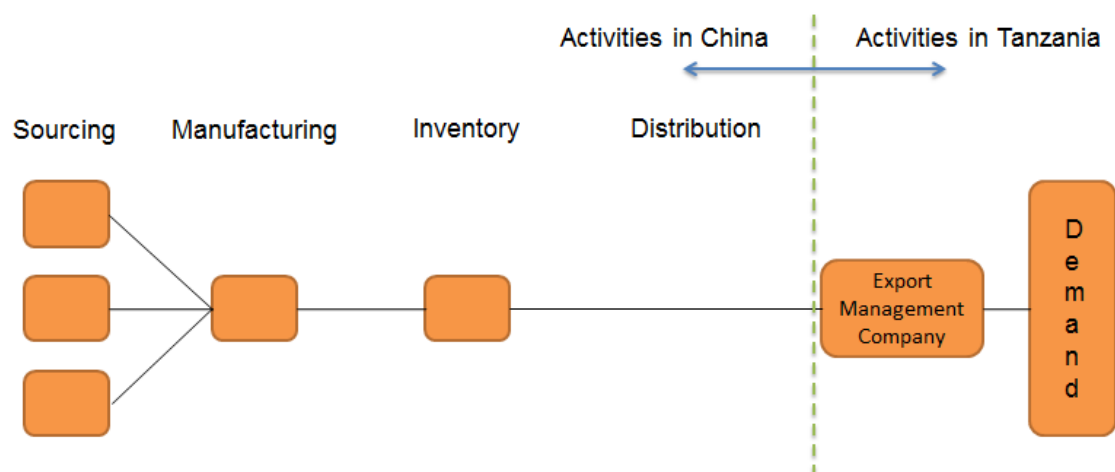 Activities in China
Activities in Tanzania
Sourcing
Manufacturing
Inventory
Distribution
Export
Management
Company
D
e
m
a
n
d